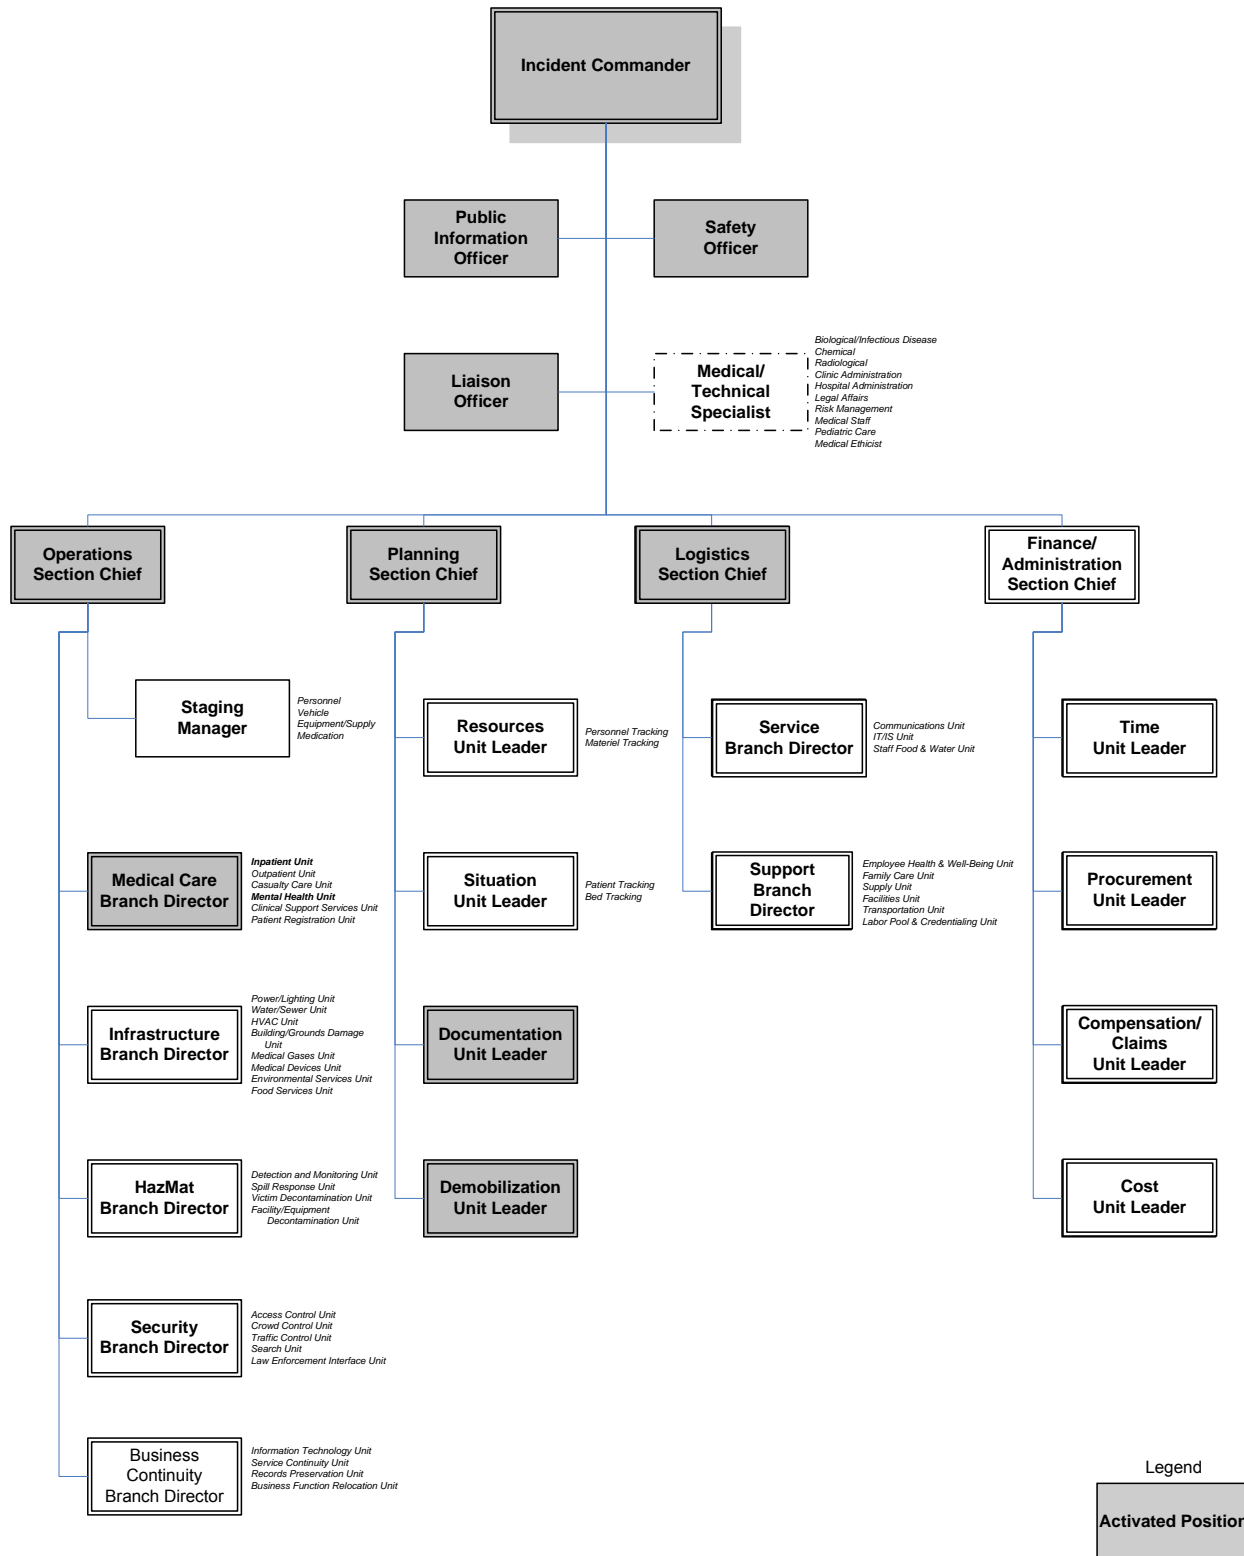 Incident Commander
Public
Information
Officer
Safety
Officer
Liaison
Officer
Medical/
Technical
Specialist
Biological/Infectious Disease
Chemical
Radiological
Clinic Administration
Hospital Administration
Legal Affairs
Risk Management
Medical Staff
Pediatric Care
Medical Ethicist
Operations
Section Chief
Planning
Section Chief
Logistics
Section Chief
Finance/
Administration
Section Chief
Staging
Manager
Personnel
Vehicle
Equipment/Supply
Medication
Resources
Unit Leader
Personnel Tracking
Materiel Tracking
Service
Branch Director
Communications Unit
IT/IS Unit
Staff Food & Water Unit
Time
Unit Leader
Medical Care
Branch Director
Inpatient Unit
Outpatient Unit
Casualty Care Unit
Mental Health Unit
Clinical Support Services Unit
Patient Registration Unit
Situation
Unit Leader
Patient Tracking
Bed Tracking
Support
Branch
Director
Employee Health & Well-Being Unit
Family Care Unit
Supply Unit
Facilities Unit
Transportation Unit
Labor Pool & Credentialing Unit
Procurement
Unit Leader
Infrastructure
Branch Director
Power/Lighting Unit
Water/Sewer Unit
HVAC Unit
Building/Grounds Damage
Unit
Medical Gases Unit
Medical Devices Unit
Environmental Services Unit
Food Services Unit
Documentation
Unit Leader
Compensation/
Claims
Unit Leader
HazMat
Branch Director
Detection and Monitoring Unit
Spill Response Unit
Victim Decontamination Unit
Facility/Equipment
Decontamination Unit
Demobilization
Unit Leader
Cost
Unit Leader
Security
Branch Director
Access Control Unit
Crowd Control Unit
Traffic Control Unit
Search Unit
Law Enforcement Interface Unit
Business
Continuity
Branch Director
Information Technology Unit
Service Continuity Unit
Records Preservation Unit
Business Function Relocation Unit
Legend
Activated Position